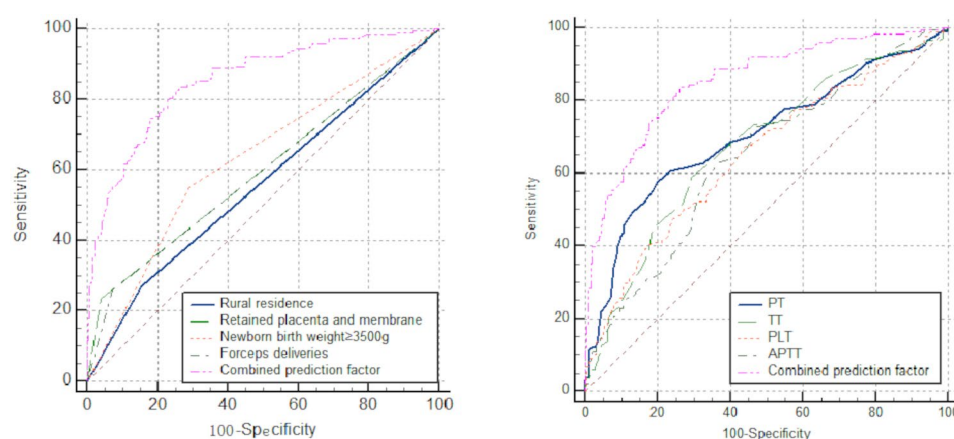 100
80
60
40
20
0
Sensitivity
0 20 40 60 80 100
100-Specificity
Rural residence
Retained placenta and membrane
Newborn birth weight≥3500g
Forceps deliveries
Combined prediction factor
100
80
60
40
20
0
Sensitivity
0 20 40 60 80 100
100-Specificity
PT
TT
PLT
APTT
Combined prediction factor